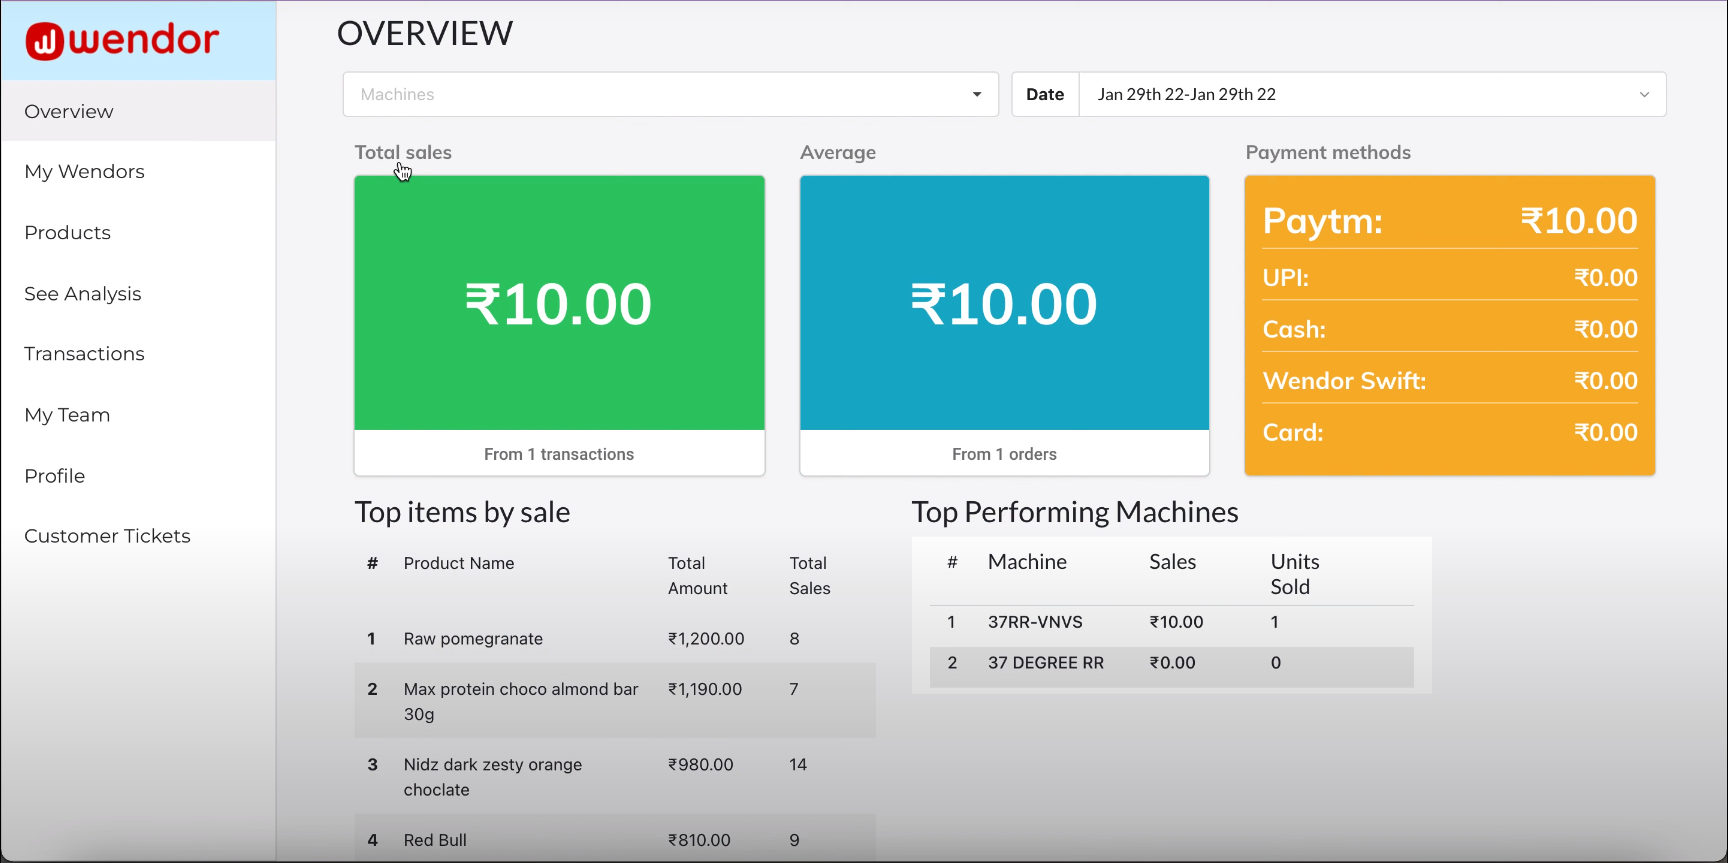 wendor
OVERVIEW
Machines
Date
Jan 29th 22-Jan 29th 22
Overview
My Wendors
Products
See Analysis
Transactions
My Team
Profile
Customer Tickets
Total sales
₹10.00
From 1 transactions
Average
₹10.00
From 1 orders
Payment methods
Paytm: ₹10.00
UPI: ₹0.00
Cash: ₹0.00
Wendor Swift: ₹0.00
Card: ₹0.00
Top items by sale
# Product Name Total Total
Amount Sales
1 Raw pomegranate ₹1,200.00 8
2 Max protein choco almond bar ₹1,190.00 7
30g
3 Nidz dark zesty orange ₹980.00 14
choclate
4 Red Bull ₹810.00 9
Top Performing Machines
# Machine Sales Units
Sold
1 37RR-VNVS ₹10.00 1
2 37 DEGREE RR ₹0.00 0